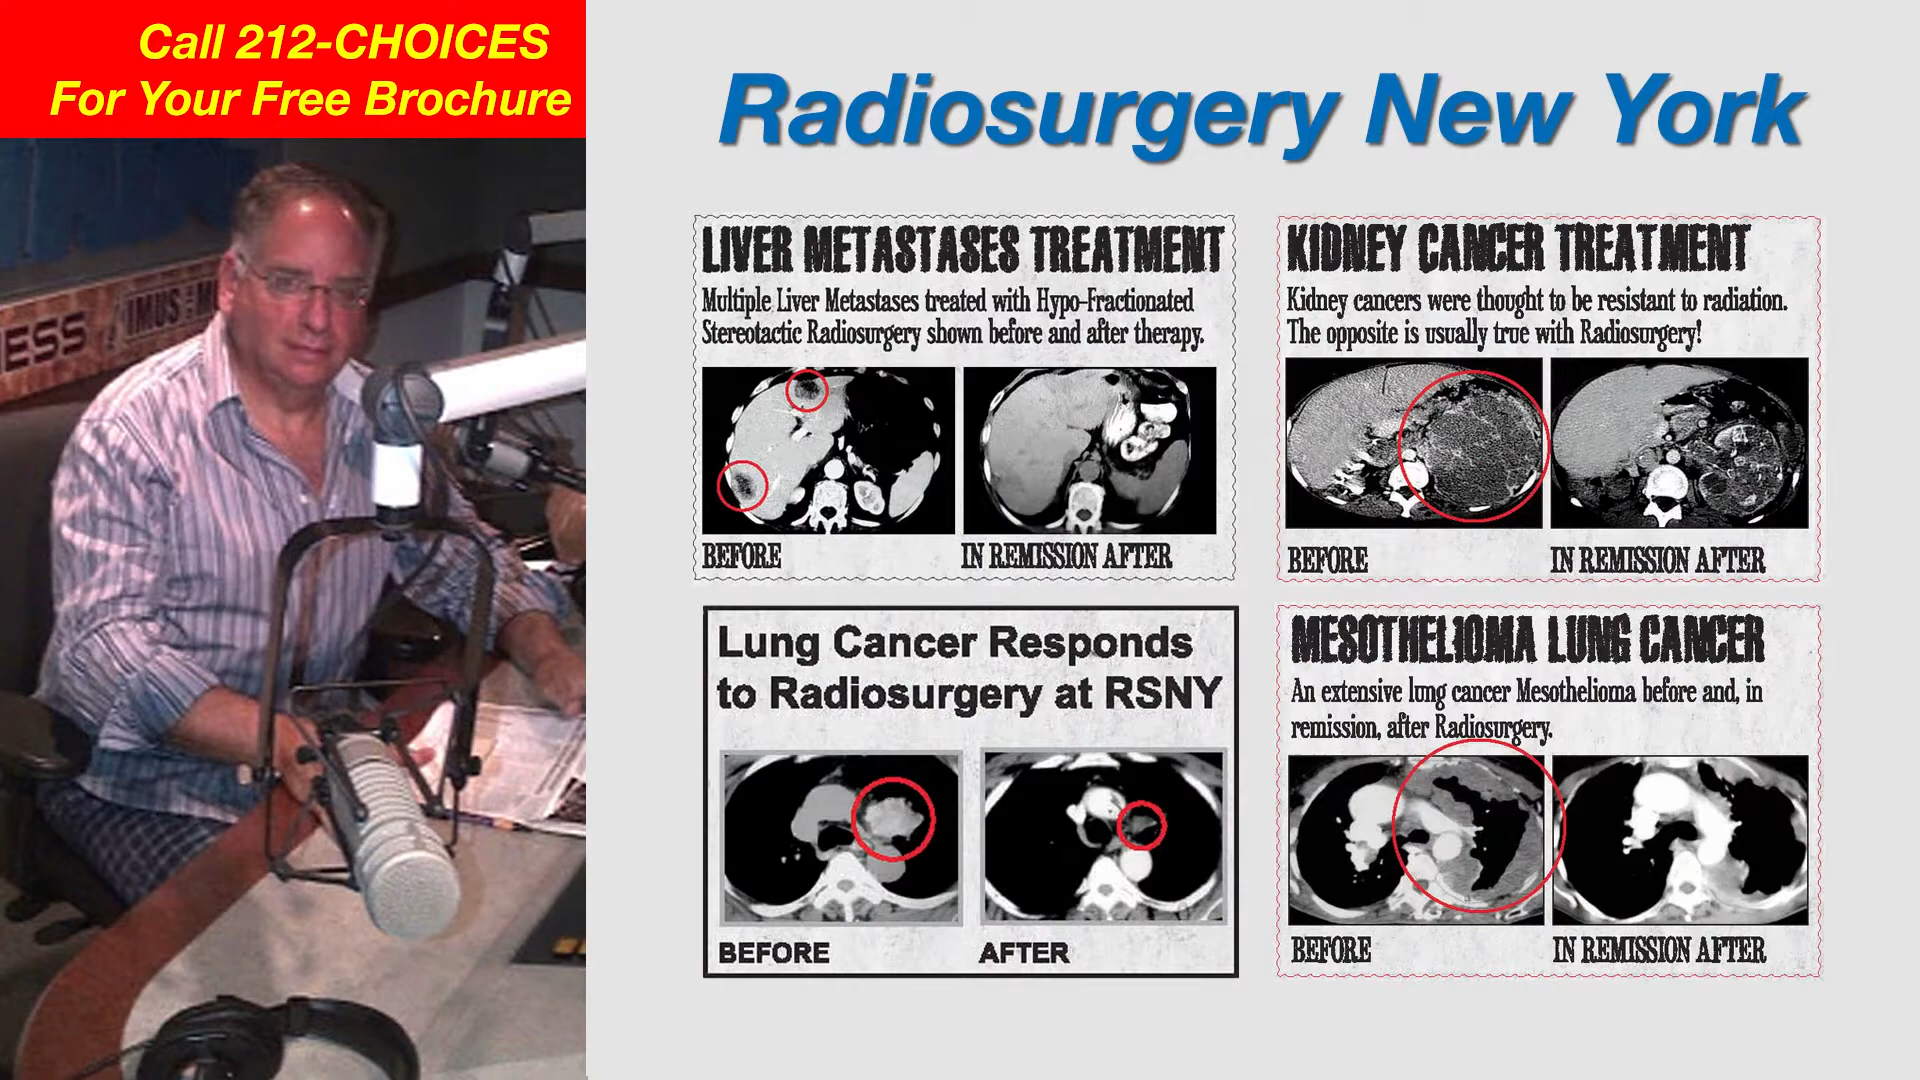 Call 212-CHOICES
For Your Free Brochure
Radiosurgery New York
LIVER METASTASES TREATMENT
Multiple Liver Metastases treated with Hypo-Fractionated
Stereotactic Radiosurgery shown before and after therapy.
BEFORE
IN REMISSION AFTER
KIDNEY CANCER TREATMENT
Kidney cancers were thought to be resistant to radiation.
The opposite is usually true with Radiosurgery!
BEFORE
IN REMISSION AFTER
Lung Cancer Responds
to Radiosurgery at RSNY
BEFORE
AFTER
MESOTHELIOMA LUNG CANCER
An extensive lung cancer Mesothelioma before and, in
remission, after Radiosurgery.
BEFORE
IN REMISSION AFTER
NESS
IMUS